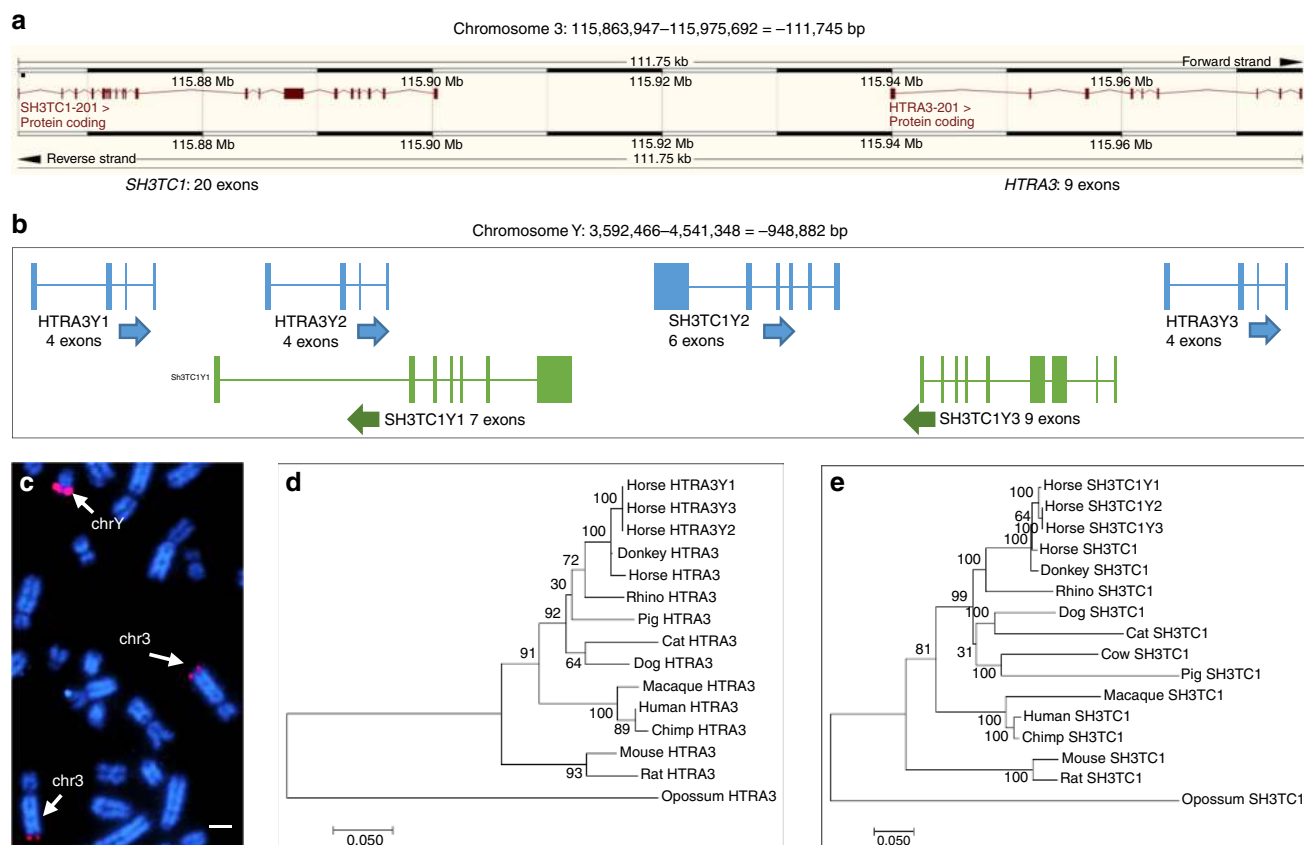 a
Chromosome 3: 115,863,947–115,975,692 = –111,745 bp
111.75 kb
Forward strand
115.88 Mb 115.90 Mb 115.92 Mb 115.94 Mb 115.96 Mb
SH3TC1-201 >
Protein coding
HTRA3-201 >
Protein coding
115.88 Mb 115.90 Mb 115.92 Mb 115.94 Mb 115.96 Mb
Reverse strand
111.75 kb
SH3TC1: 20 exons
HTRA3: 9 exons
b
Chromosome Y: 3,592,466–4,541,348 = –948,882 bp
HTRA3Y1
4 exons
HTRA3Y2
4 exons
SH3TC1Y2
6 exons
HTRA3Y3
4 exons
Sh3TC1Y1
SH3TC1Y1 7 exons
SH3TC1Y3 9 exons
c
chrY
chr3
chr3
d
Horse HTRA3Y1
100
Horse HTRA3Y3
Horse HTRA3Y2
100
Donkey HTRA3
72
Horse HTRA3
30
Rhino HTRA3
92
Pig HTRA3
91
Cat HTRA3
64
Dog HTRA3
Macaque HTRA3
100
Human HTRA3
89
Chimp HTRA3
Mouse HTRA3
93
Rat HTRA3
Opossum HTRA3
0.050
e
Horse SH3TC1Y1
100
Horse SH3TC1Y2
64
Horse SH3TC1Y3
100
100
Horse SH3TC1
100
Donkey SH3TC1
Rhino SH3TC1
99
Dog SH3TC1
100
Cat SH3TC1
81
31
Cow SH3TC1
100
Pig SH3TC1
Macaque SH3TC1
100
Human SH3TC1
100
Chimp SH3TC1
Mouse SH3TC1
100
Rat SH3TC1
Opossum SH3TC1
0.050